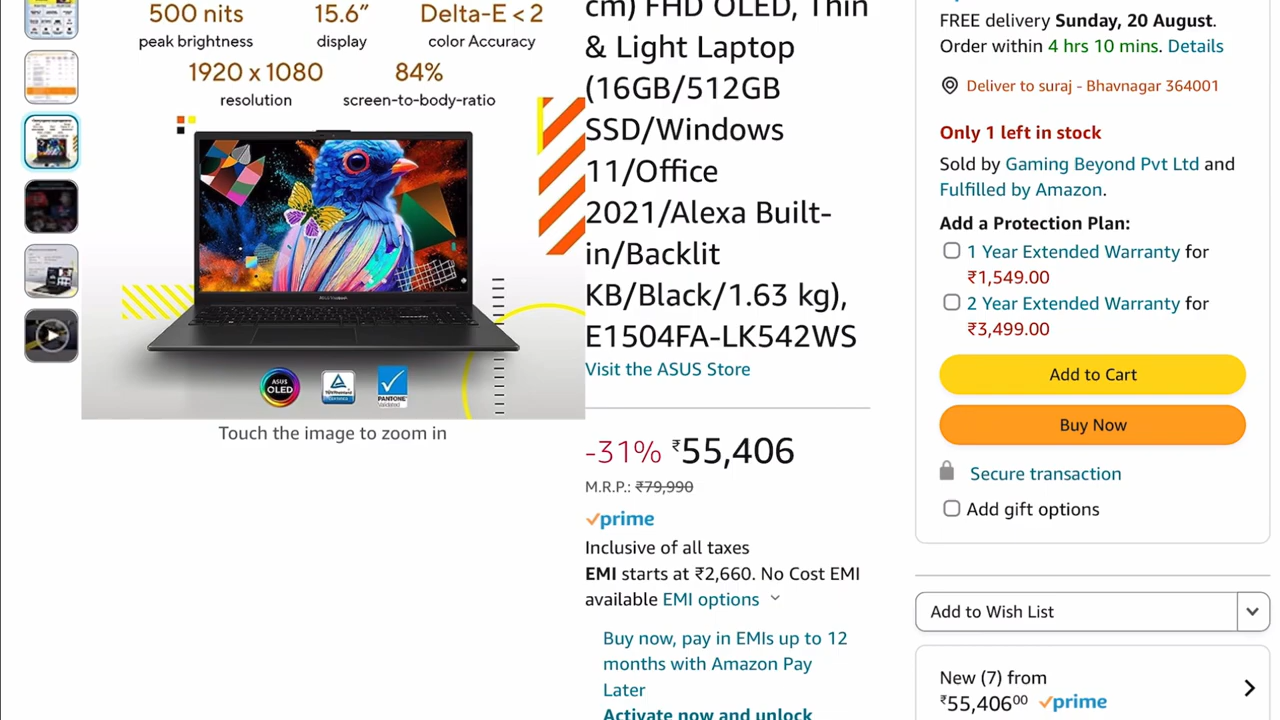 500 nits
peak brightness
15.6”
display
Delta-E < 2
color Accuracy
1920 x 1080
resolution
84%
screen-to-body-ratio
ASUS Vivobook
ASUS
OLED
PANTONE
Validated
Touch the image to zoom in
cm) FHD OLED, Thin
& Light Laptop
(16GB/512GB
SSD/Windows
11/Office
2021/Alexa Built-
in/Backlit
KB/Black/1.63 kg),
E1504FA-LK542WS
Visit the ASUS Store
-31% ₹55,406
M.R.P.: ₹79,990
prime
Inclusive of all taxes
EMI starts at ₹2,660. No Cost EMI
available EMI options
Buy now, pay in EMIs up to 12
months with Amazon Pay
Later
Activate now and unlock
FREE delivery Sunday, 20 August.
Order within 4 hrs 10 mins. Details
Deliver to suraj - Bhavnagar 364001
Only 1 left in stock
Sold by Gaming Beyond Pvt Ltd and
Fulfilled by Amazon.
Add a Protection Plan:
1 Year Extended Warranty for
₹1,549.00
2 Year Extended Warranty for
₹3,499.00
Add to Cart
Buy Now
Secure transaction
Add gift options
Add to Wish List
New (7) from
₹55,406⁰⁰ prime